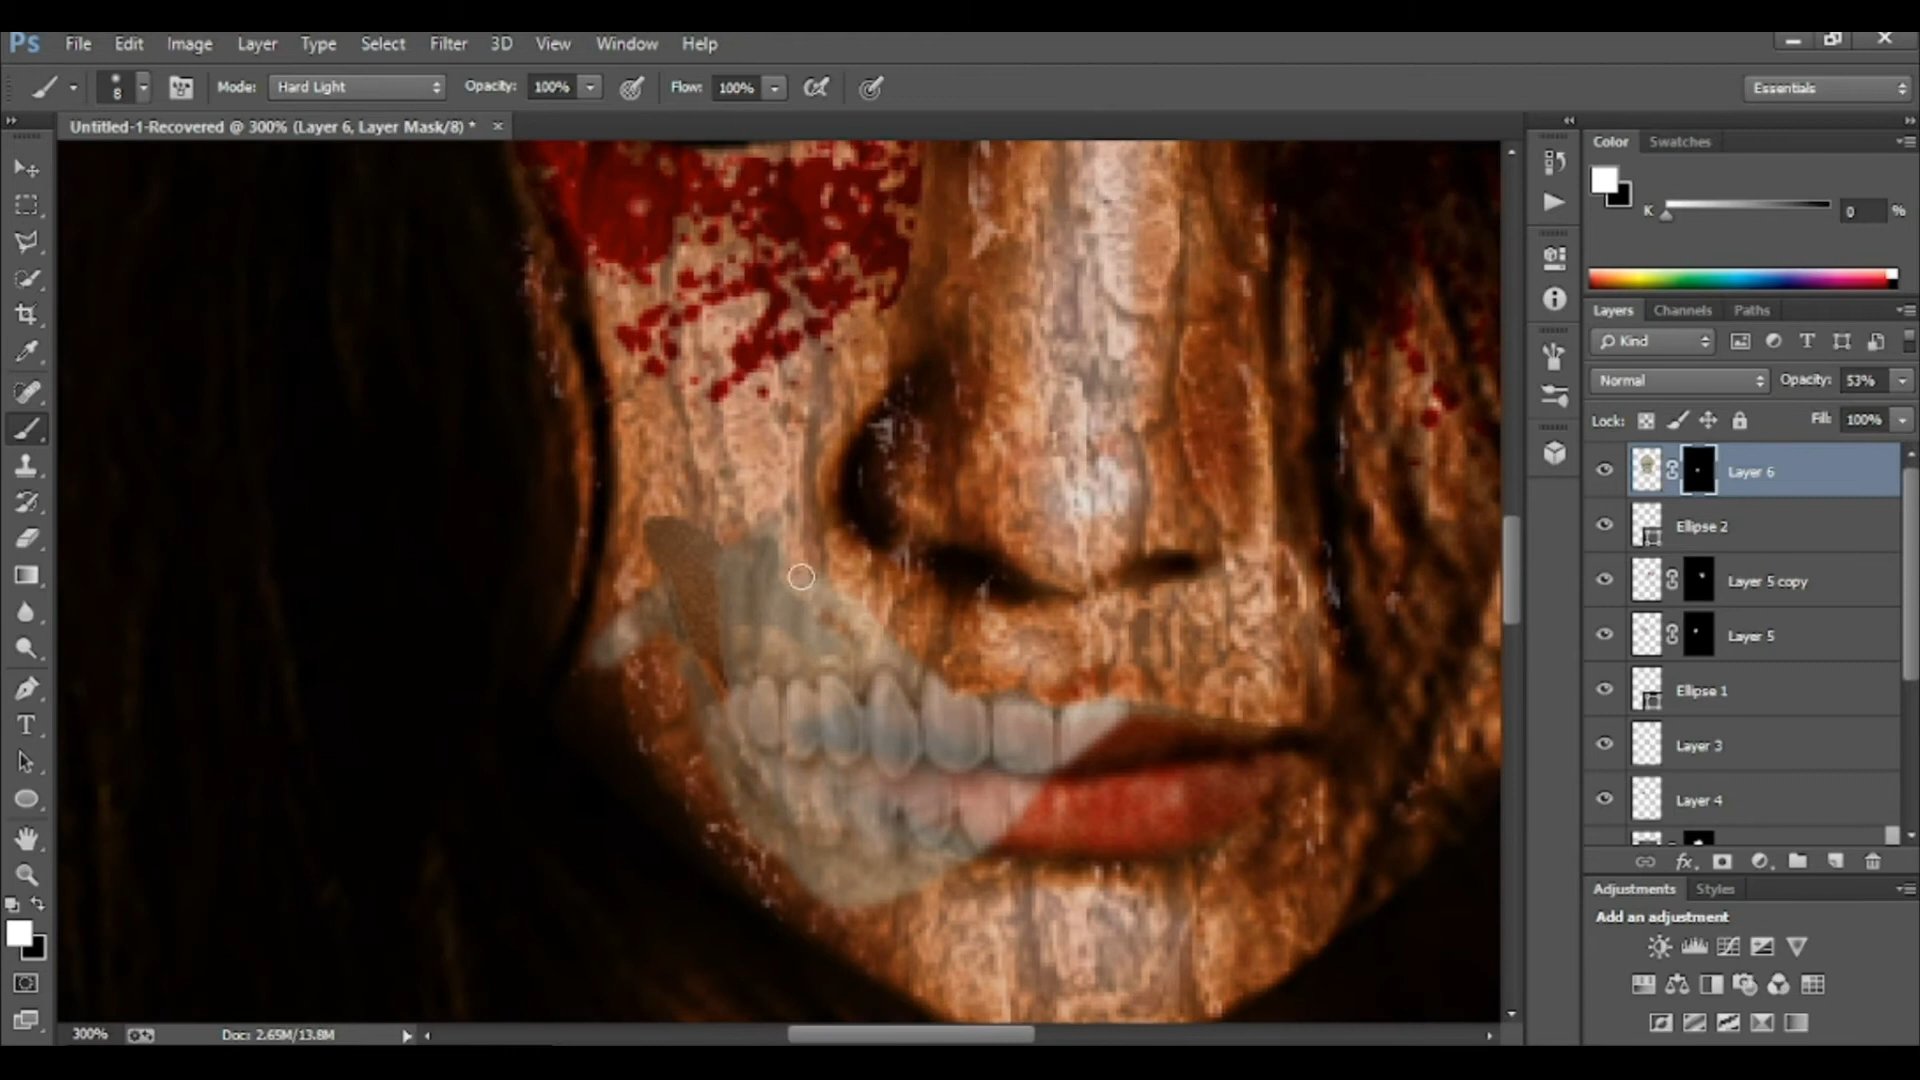 Ps File Edit Image Layer Type Select Filter 3D View Window Help
8 Mode: Hard Light Opacity: 100% Flow: 100% Essentials
Untitled-1-Recovered @ 300% (Layer 6, Layer Mask/8) * ×
Color Swatches
K 0 %
Layers Channels Paths
Kind
Normal Opacity: 53%
Lock: Fill: 100%
Layer 6
Ellipse 2
Layer 5 copy
Layer 5
Ellipse 1
Layer 3
Layer 4
fx
Adjustments Styles
Add an adjustment
300% Doc: 2.65M/13.8M